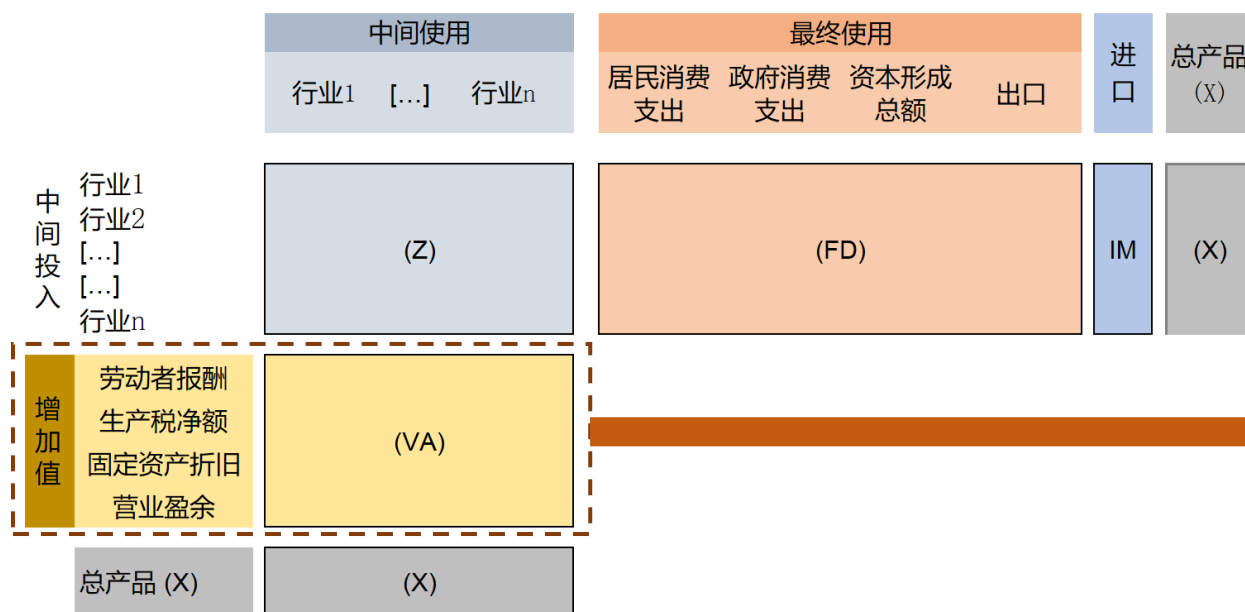 中间使用
最终使用
进口
总产品
(X)
行业1
[...]
行业n
居民消费
支出
政府消费
支出
资本形成
总额
出口
中间投入
行业1
行业2
[...]
[...]
行业n
(Z)
(FD)
IM
(X)
增加值
劳动者报酬
生产税净额
固定资产折旧
营业盈余
(VA)
总产品 (X)
(X)